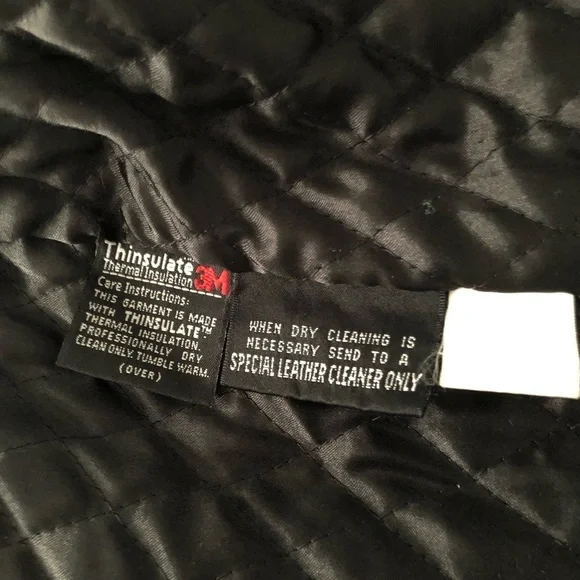 Thinsulate
Thermal Insulation 3M
Care Instructions:
THIS GARMENT IS MADE
WITH THINSULATE™
THERMAL INSULATION.
PROFESSIONALLY DRY
CLEAN ONLY. TUMBLE WARM.
(OVER)
WHEN DRY CLEANING IS
NECESSARY SEND TO A
SPECIAL LEATHER CLEANER ONLY